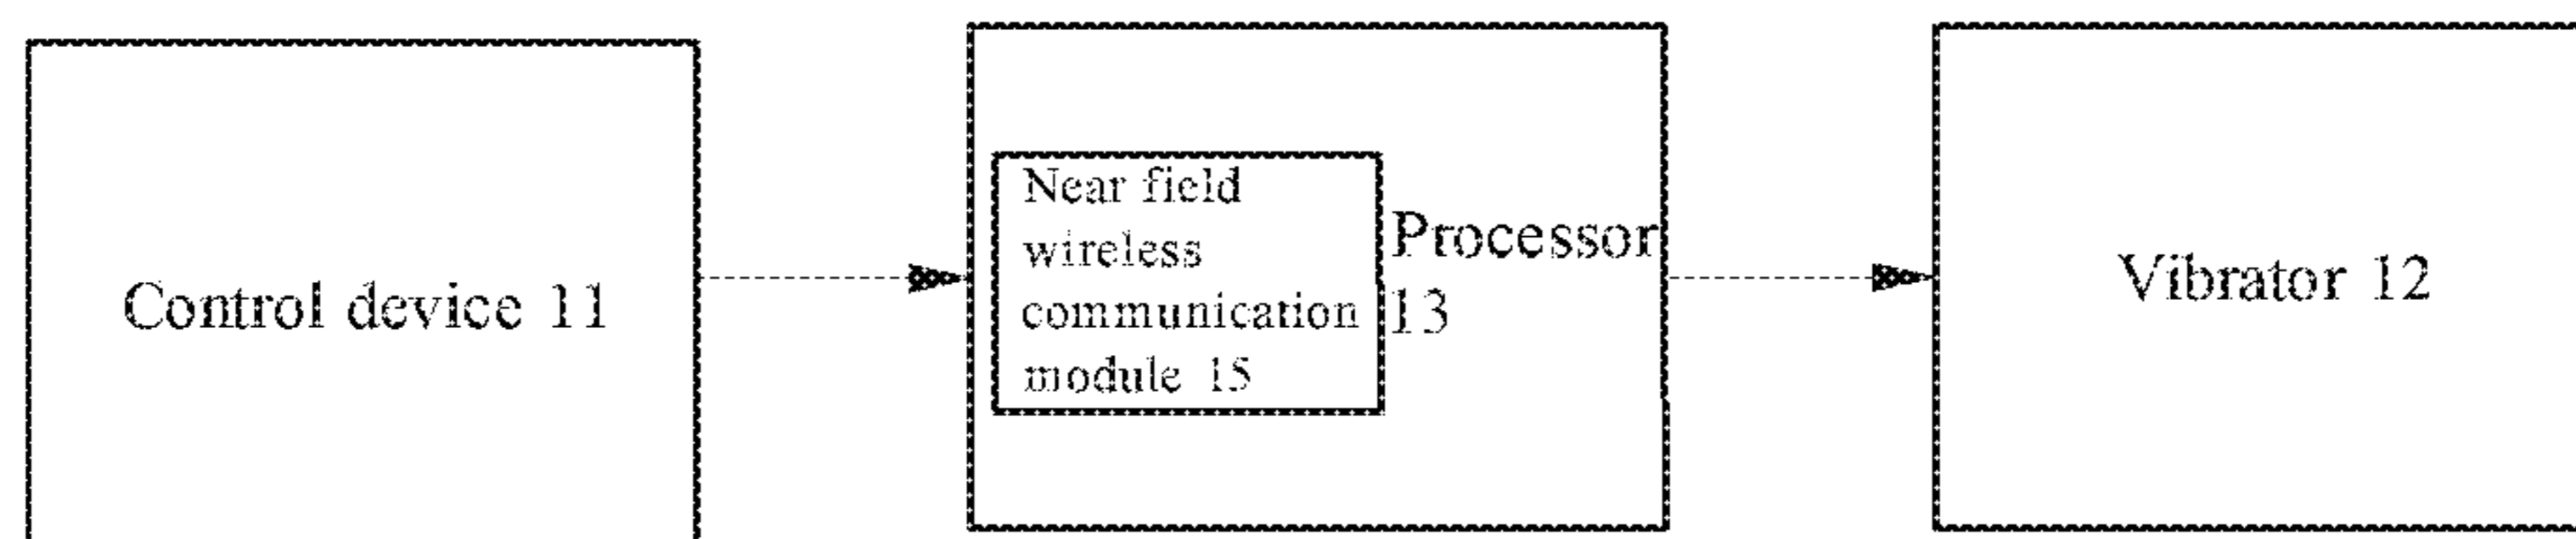 Control device 11
Near field
wireless
communication
module 15
Processor
13
Vibrator 12